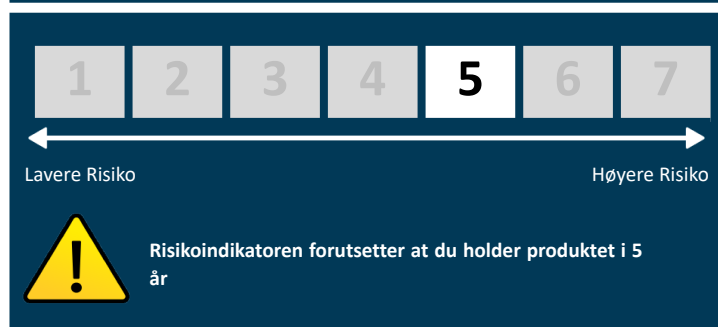 1 2 3 4 5 6 7
Lavere Risiko Høyere Risiko
Risikoindikatoren forutsetter at du holder produktet i 5
år